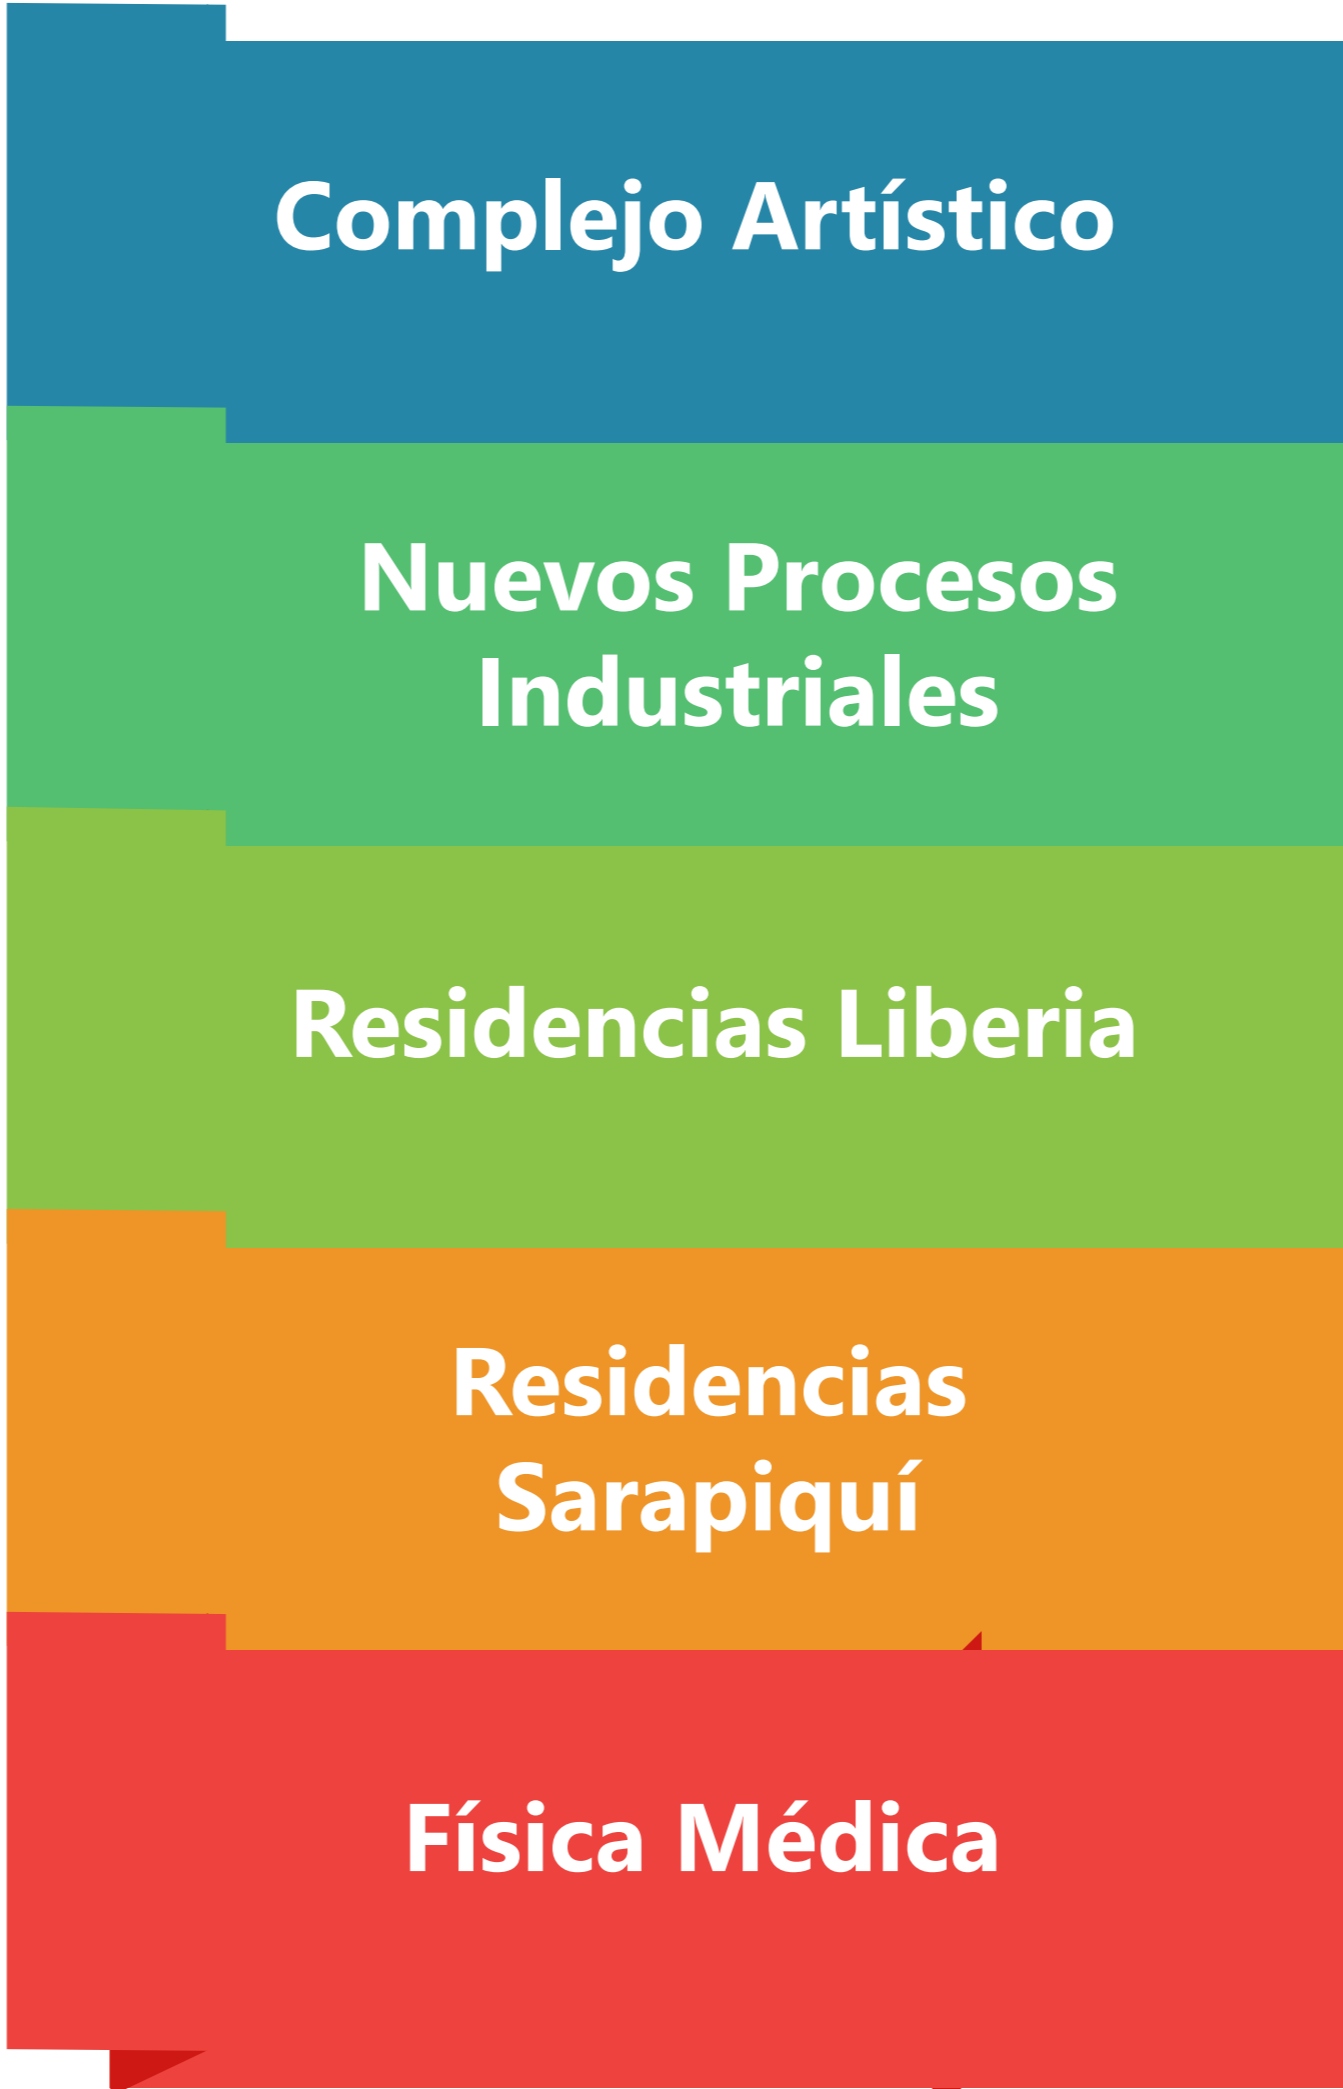 Complejo Artístico
Nuevos Procesos
Industriales
Residencias Liberia
Residencias
Sarapiquí
Física Médica